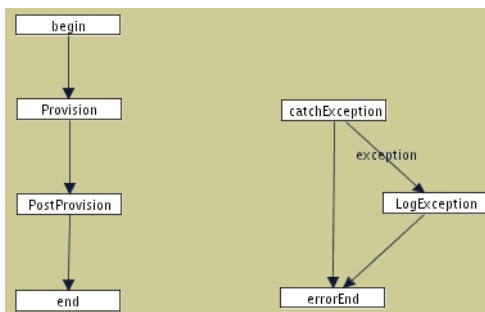 begin
Provision
catchException
exception
PostProvision
LogException
end
errorEnd